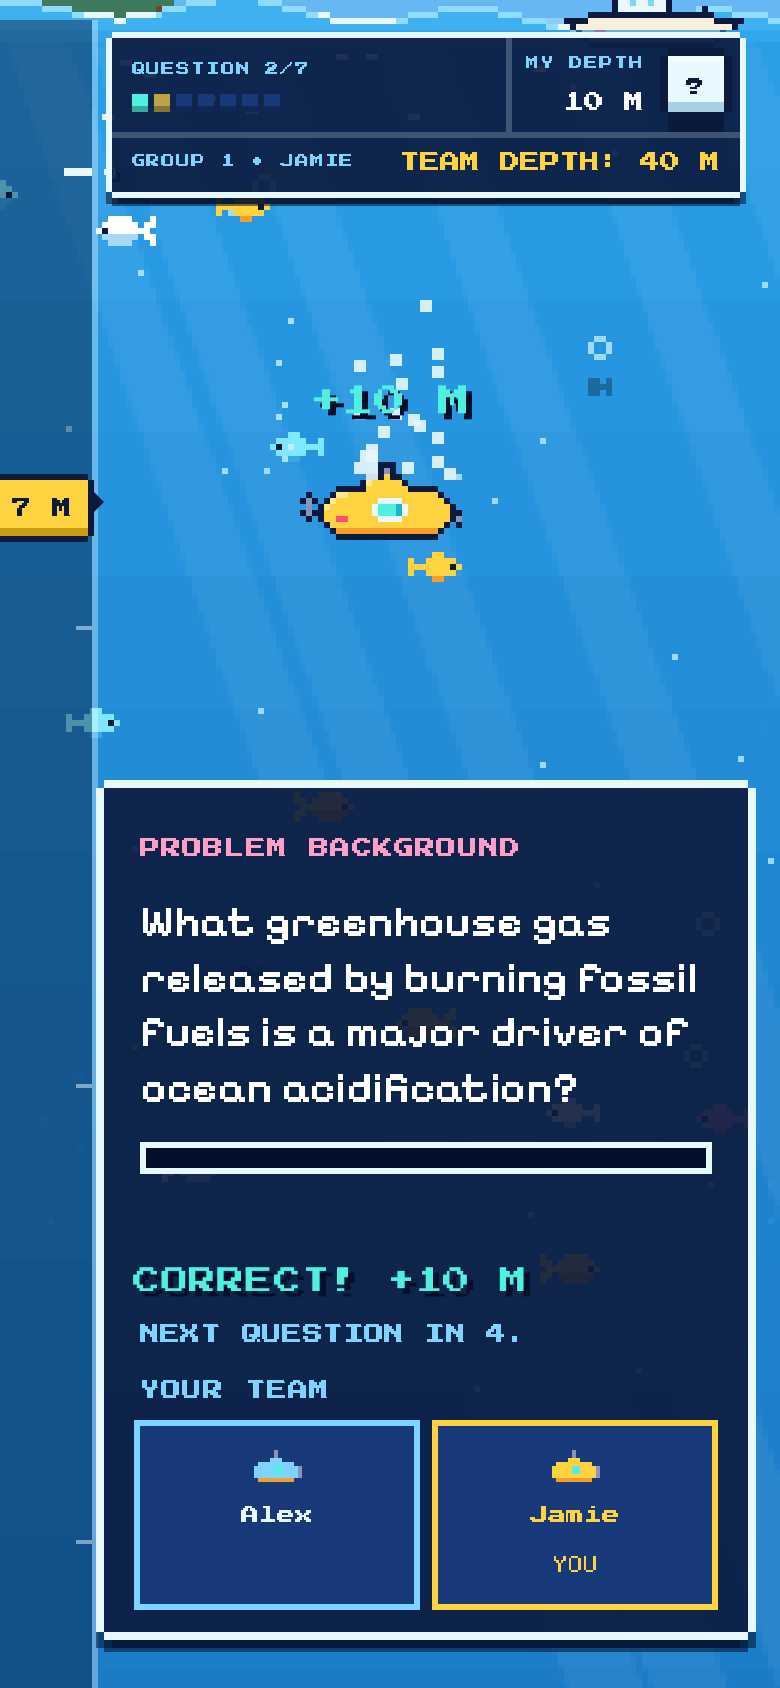 QUESTION 2/7
MY DEPTH
10 M
?
GROUP 1 • JAMIE
TEAM DEPTH: 40 M
+10 M
7 M
PROBLEM BACKGROUND
What greenhouse gas
released by burning fossil
fuels is a major driver of
ocean acidification?
CORRECT! +10 M
NEXT QUESTION IN 4.
YOUR TEAM
Alex
Jamie
YOU